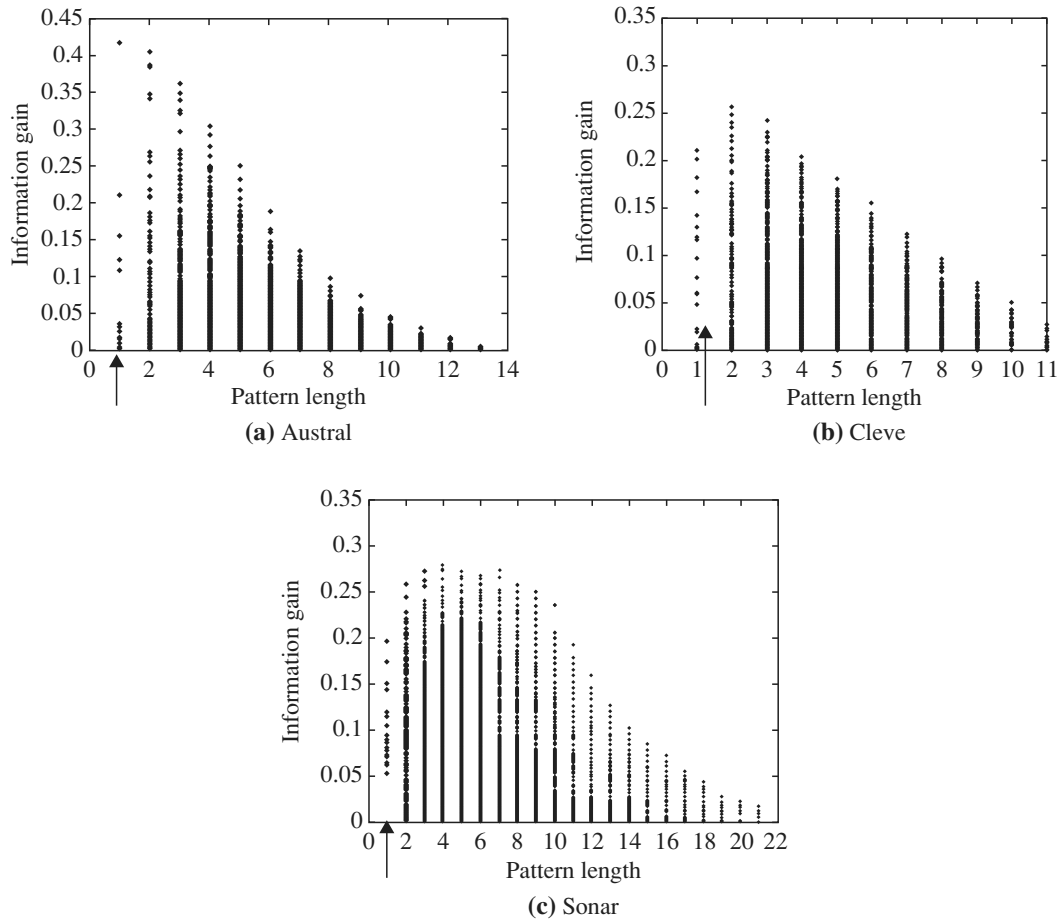 0.45
0.4
0.35
0.3
0.25
0.2
0.15
0.1
0.05
0
Information gain
0 2 4 6 8 10 12 14
Pattern length
(a) Austral
0.35
0.3
0.25
0.2
0.15
0.1
0.05
0
Information gain
0 1 2 3 4 5 6 7 8 9 10 11
Pattern length
(b) Cleve
0.35
0.3
0.25
0.2
0.15
0.1
0.05
0
Information gain
0 2 4 6 8 10 12 14 16 18 20 22
Pattern length
(c) Sonar